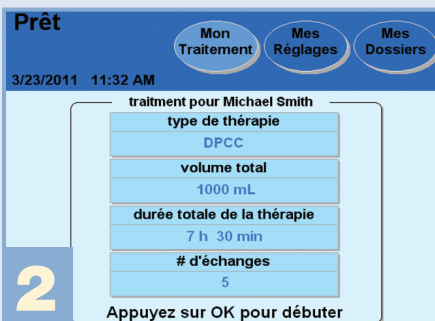 Prêt
Mon
Traitement
Mes
Réglages
Mes
Dossiers
3/23/2011 11:32 AM
traitment pour Michael Smith
type de thérapie
DPCC
volume total
1000 mL
durée totale de la thérapie
7 h 30 min
# d'échanges
5
2
Appuyez sur OK pour débuter